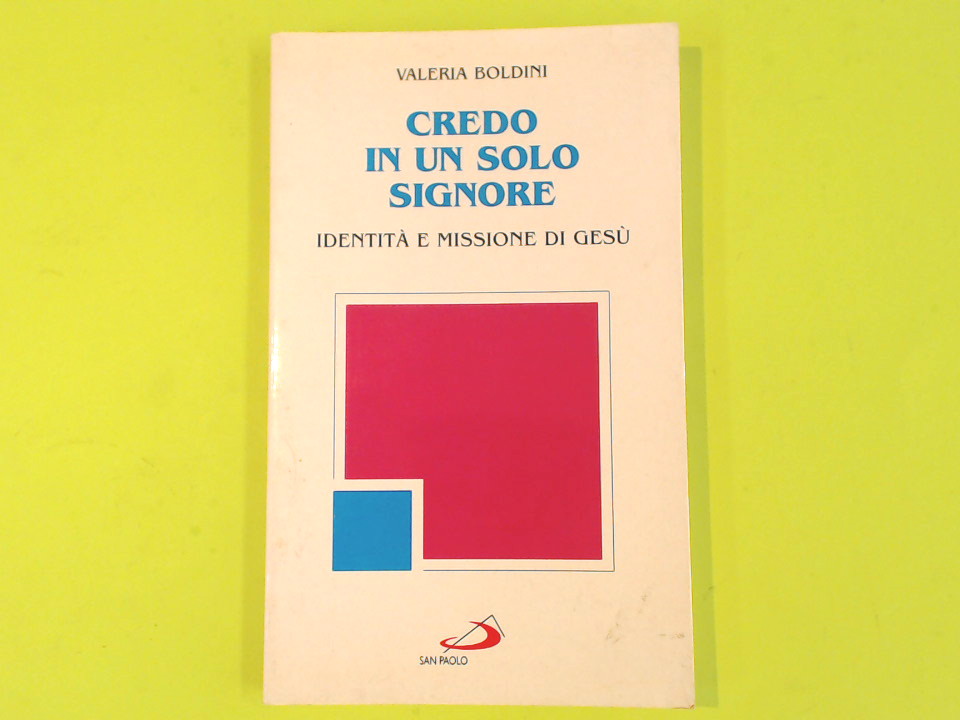 VALERIA BOLDINI
CREDO
IN UN SOLO
SIGNORE
IDENTITÀ E MISSIONE DI GESÙ
SAN PAOLO